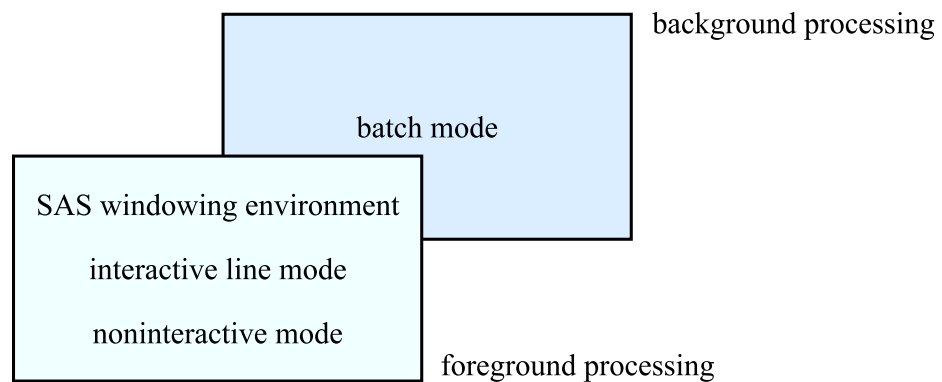 background processing
batch mode
SAS windowing environment
interactive line mode
noninteractive mode
foreground processing